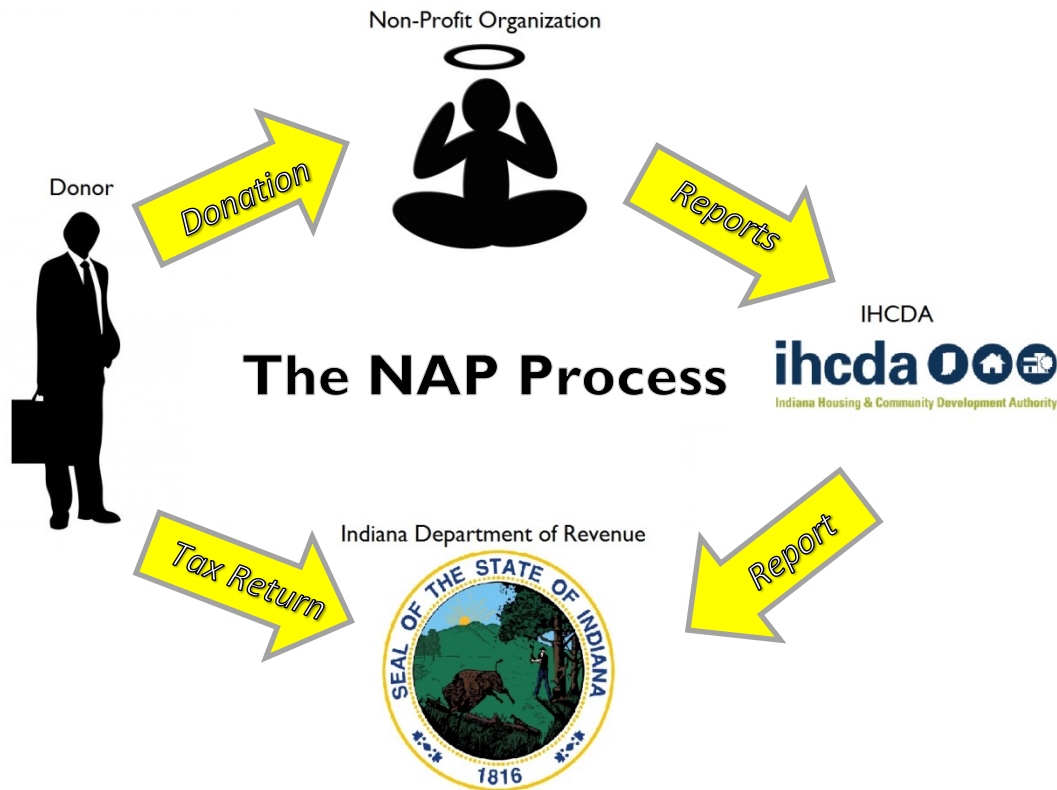 Non-Profit Organization
Donor
Donation
Reports
IHCDA
ihcda
Indiana Housing & Community Development Authority
The NAP Process
Tax Return
Indiana Department of Revenue
Report
SEAL OF THE STATE OF INDIANA
1816